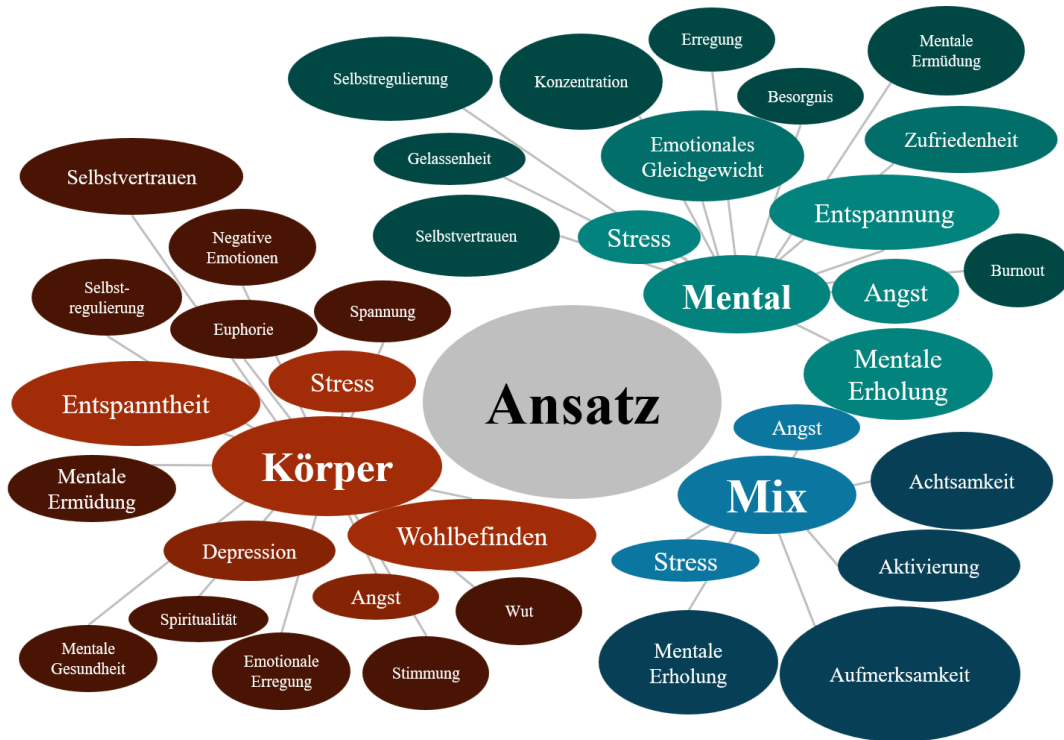 Ansatz
Mental
Selbstregulierung
Konzentration
Erregung
Besorgnis
Mentale
Ermüdung
Gelassenheit
Emotionales
Gleichgewicht
Zufriedenheit
Selbstvertrauen
Stress
Entspannung
Angst
Burnout
Mentale
Erholung
Körper
Selbstvertrauen
Negative
Emotionen
Selbst-
regulierung
Euphorie
Spannung
Stress
Entspanntheit
Mentale
Ermüdung
Wohlbefinden
Depression
Angst
Wut
Spiritualität
Mentale
Gesundheit
Emotionale
Erregung
Stimmung
Mix
Angst
Achtsamkeit
Stress
Aktivierung
Mentale
Erholung
Aufmerksamkeit